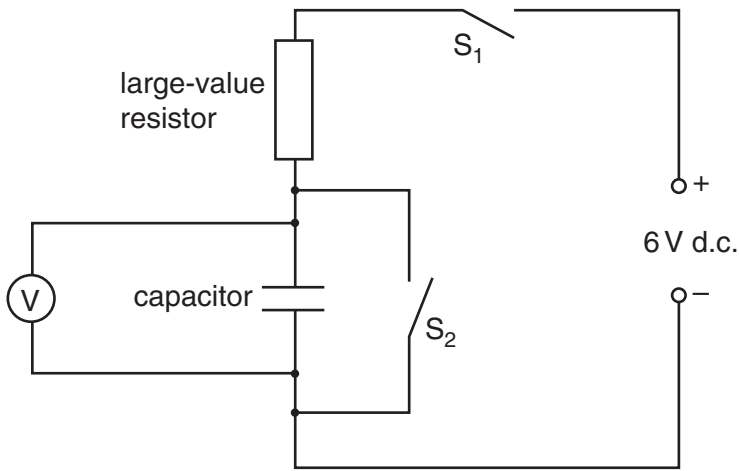 S1
large-value
resistor
+
6 V d.c.
–
V
capacitor
S2